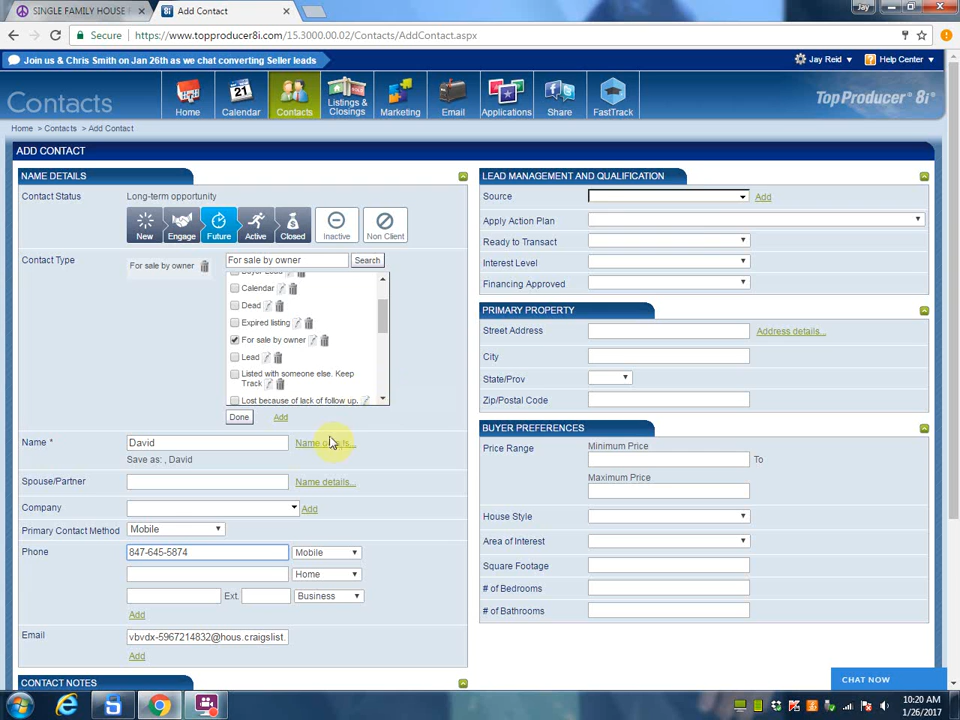 SINGLE FAMILY HOUSE F
Add Contact
Jay
Secure
https://www.topproducer8i.com/15.3000.00.02/Contacts/AddContact.aspx
Join us & Chris Smith on Jan 26th as we chat converting Seller leads
Jay Reid
Help Center
Contacts
Home
Calendar
Contacts
Listings & Closings
Marketing
Email
Applications
Share
FastTrack
Top Producer® 8i®
Home > Contacts > Add Contact
ADD CONTACT
NAME DETAILS
Contact Status
Long-term opportunity
New
Engage
Future
Active
Closed
Inactive
Non Client
Contact Type
For sale by owner
For sale by owner
Search
Calendar
Dead
Expired listing
For sale by owner
Lead
Listed with someone else. Keep
Track
Lost because of lack of follow up.
Done
Add
Name *
David
Name
Save as: , David
Spouse/Partner
Name details...
Company
Add
Primary Contact Method
Mobile
Phone
847-645-5874
Mobile
Home
Ext.
Business
Add
Email
vbvdx-5967214832@hous.craigslist.
Add
CONTACT NOTES
LEAD MANAGEMENT AND QUALIFICATION
Source
Add
Apply Action Plan
Ready to Transact
Interest Level
Financing Approved
PRIMARY PROPERTY
Street Address
Address details...
City
State/Prov
Zip/Postal Code
BUYER PREFERENCES
Price Range
Minimum Price
To
Maximum Price
House Style
Area of Interest
Square Footage
# of Bedrooms
# of Bathrooms
CHAT NOW
10:20 AM
1/26/2017